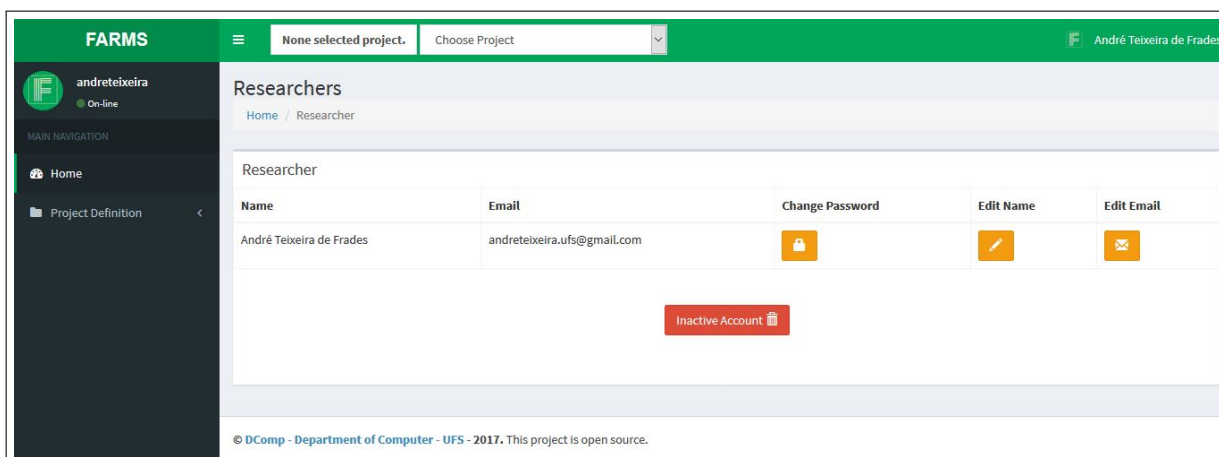 FARMS
None selected project.
Choose Project
André Teixeira de Frades
andreteixeira
On-line
MAIN NAVIGATION
Home
Project Definition
Researchers
Home / Researcher
Researcher
Name Email Change Password Edit Name Edit Email
André Teixeira de Frades andreteixeira.ufs@gmail.com
Inactive Account
© DComp - Department of Computer - UFS - 2017. This project is open source.